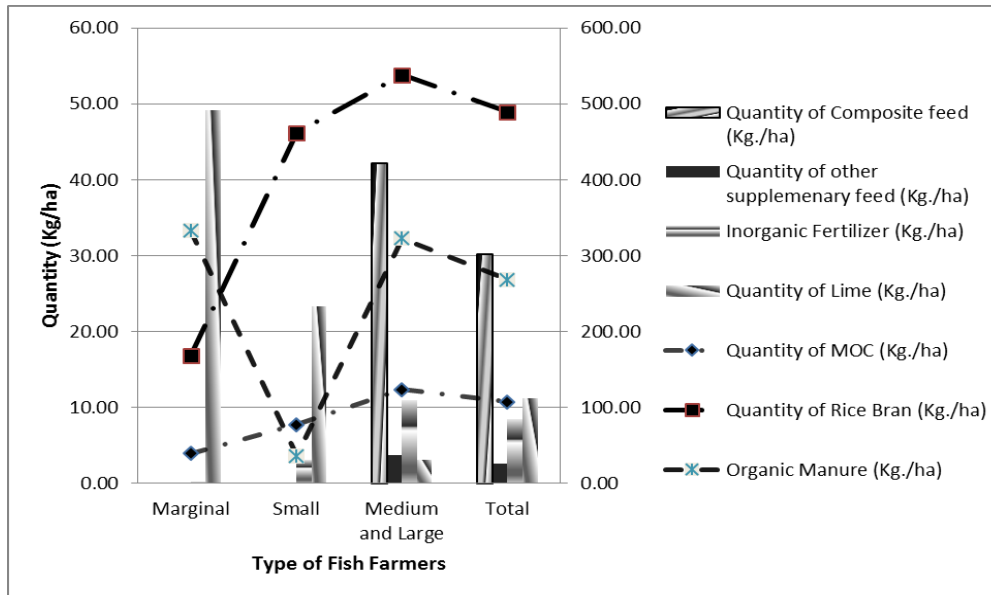 60.00
50.00
40.00
30.00
20.00
10.00
0.00
Quantity (Kg/ha)
600.00
500.00
400.00
300.00
200.00
100.00
0.00
Marginal
Small
Medium
and Large
Total
Type of Fish Farmers
Quantity of Composite feed
(Kg./ha)
Quantity of other
supplemenary feed (Kg./ha)
Inorganic Fertilizer (Kg./ha)
Quantity of Lime (Kg./ha)
Quantity of MOC (Kg./ha)
Quantity of Rice Bran (Kg./ha)
Organic Manure (Kg./ha)